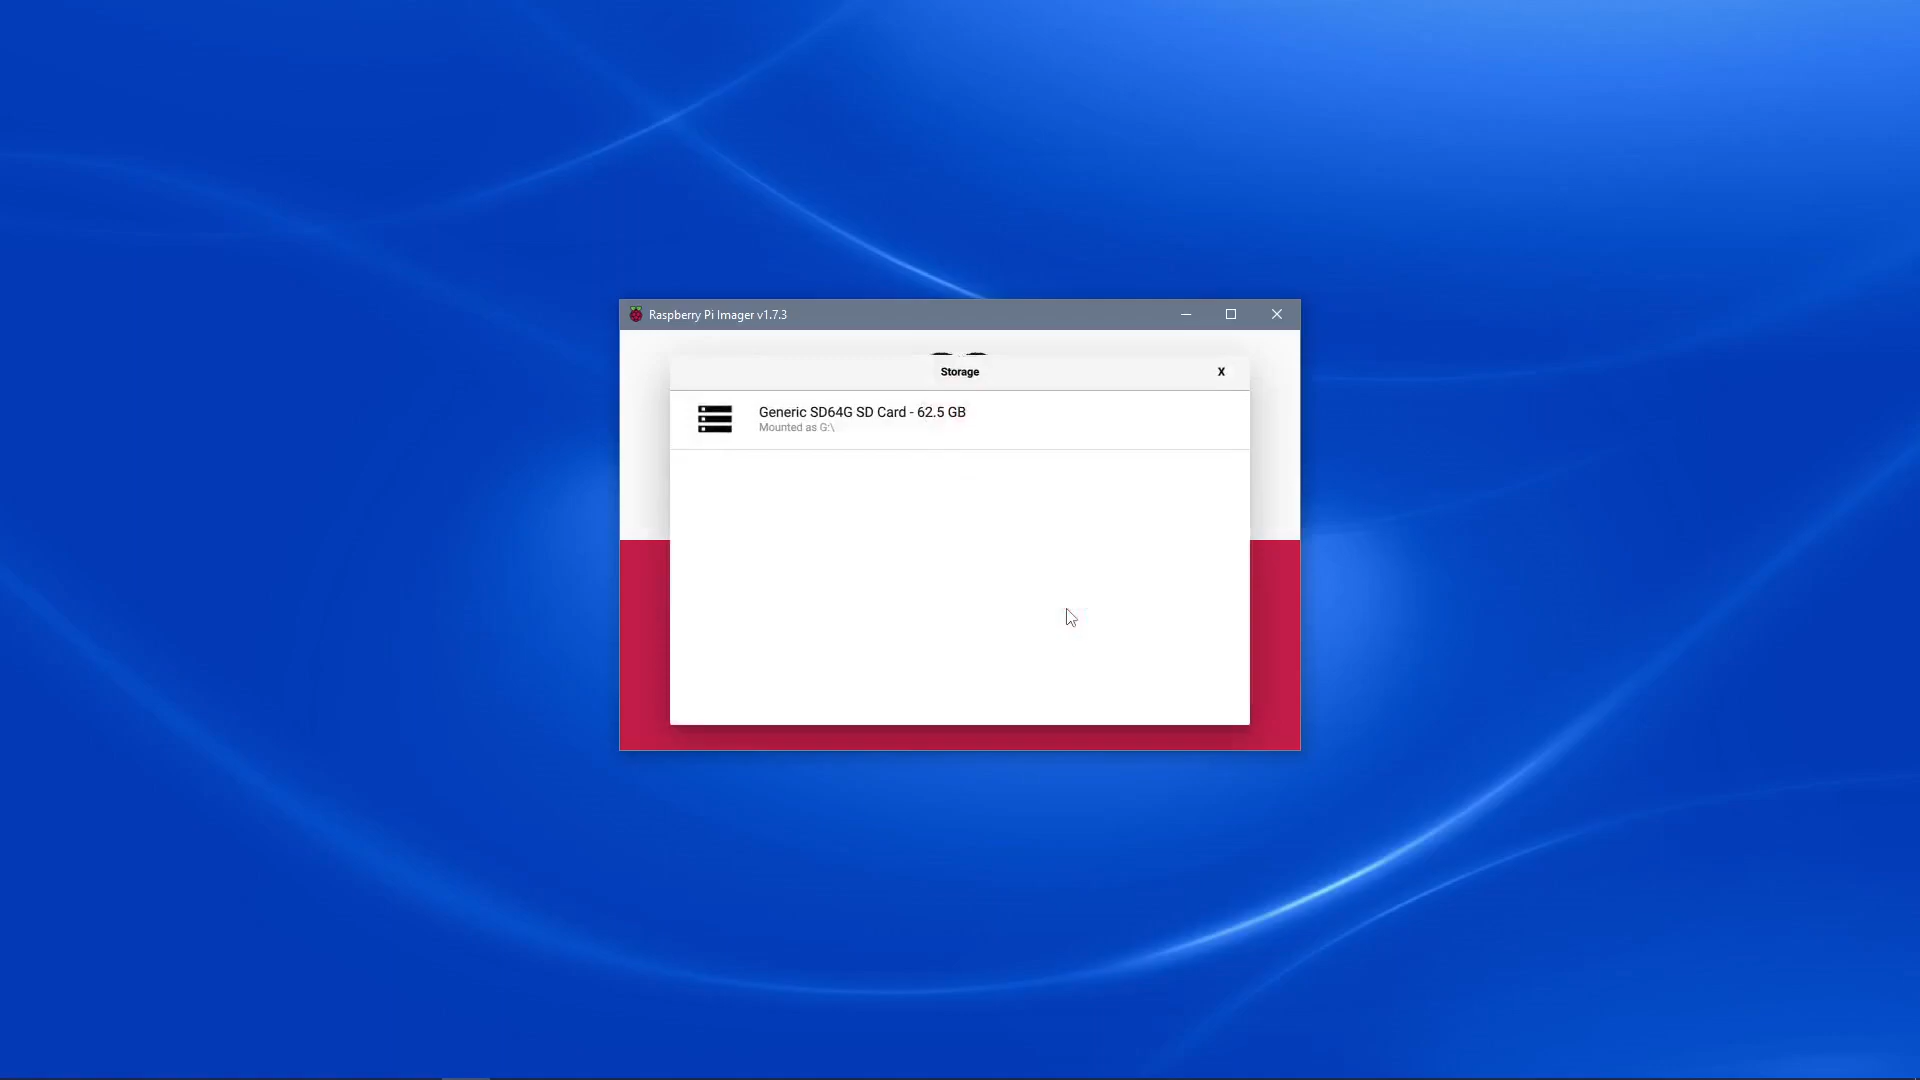 Raspberry Pi Imager v1.7.3
Storage
X
Generic SD64G SD Card - 62.5 GB
Mounted as G:\